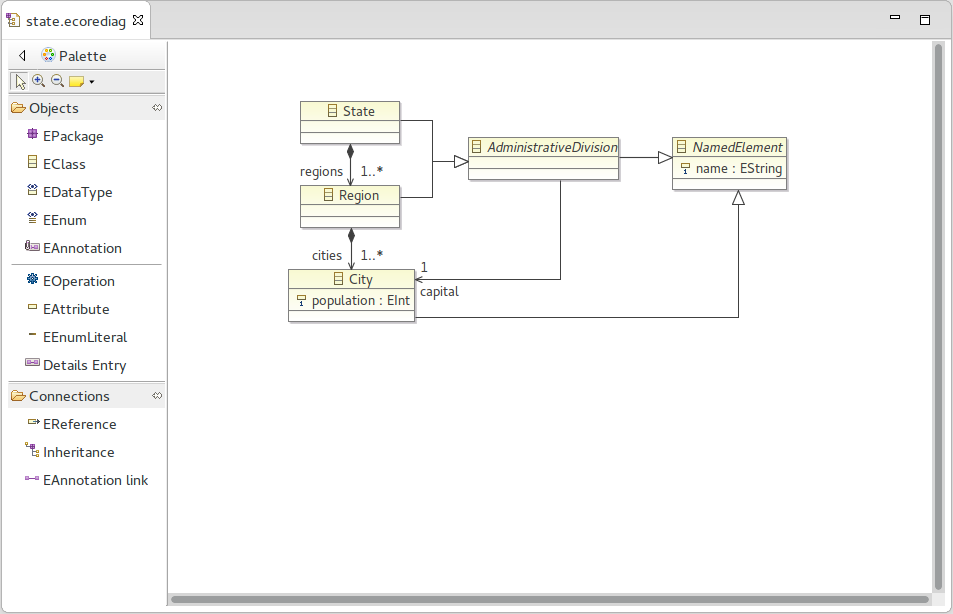 state.ecorediag
Palette
Objects
EPackage
EClass
EDataType
EEnum
EAnnotation
EOperation
EAttribute
EEnumLiteral
Details Entry
Connections
EReference
Inheritance
EAnnotation link
State
regions 1..*
Region
cities 1..*
City
population : EInt
AdministrativeDivision
1
capital
NamedElement
name : EString